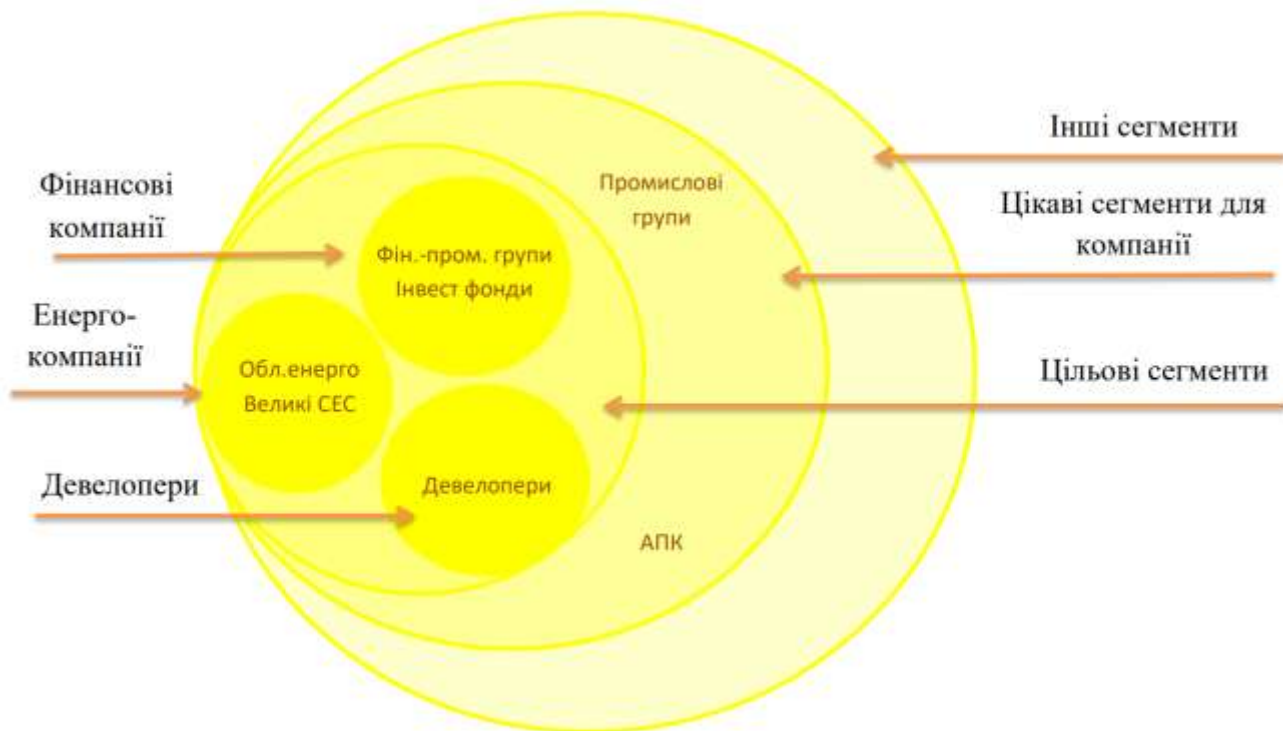 Інші сегменти
Фінансові
компанії
Промислові
групи
Цікаві сегменти для
компанії
Фін.-пром. групи
Інвест фонди
Енерго-
компанії
Обл.енерго
Великі СЕС
Цільові сегменти
Девелопери
Девелопери
АПК